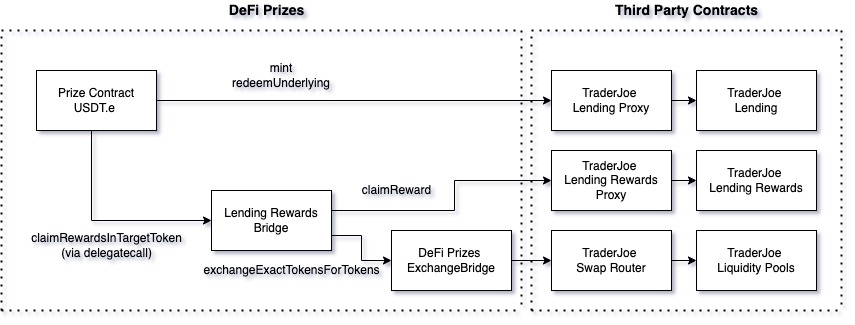 DeFi Prizes
Third Party Contracts
Prize Contract
USDT.e
mint
redeemUnderlying
TraderJoe
Lending Proxy
TraderJoe
Lending
claimRewardsInTargetToken
(via delegatecall)
Lending Rewards
Bridge
claimReward
TraderJoe
Lending Rewards
Proxy
TraderJoe
Lending Rewards
exchangeExactTokensForTokens
DeFi Prizes
ExchangeBridge
TraderJoe
Swap Router
TraderJoe
Liquidity Pools